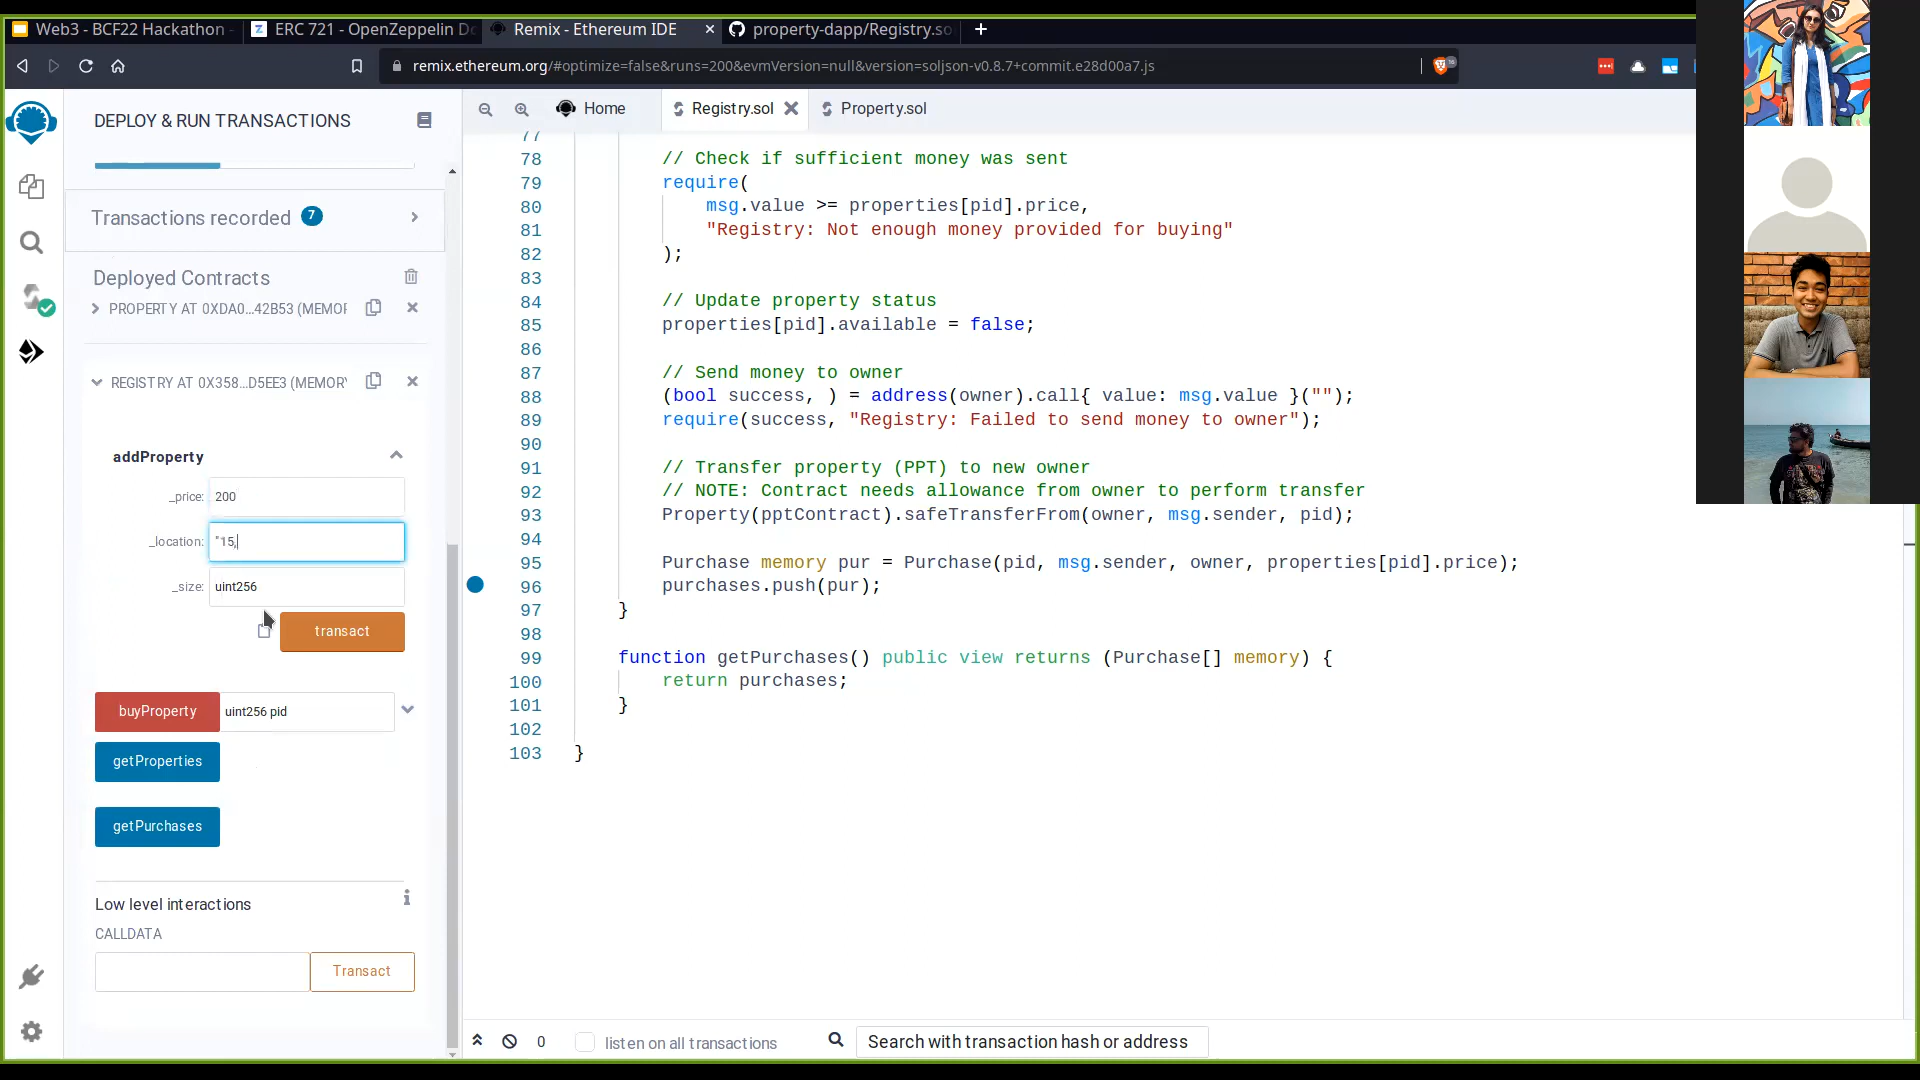 Web3 - BCF22 Hackathon -
ERC 721 - OpenZeppelin Do
Remix - Ethereum IDE
property-dapp/Registry.so
remix.ethereum.org/#optimize=false&runs=200&evmVersion=null&version=soljson-v0.8.7+commit.e28d00a7.js
DEPLOY & RUN TRANSACTIONS
Home
Registry.sol
Property.sol
Transactions recorded 7
Deployed Contracts
PROPERTY AT 0XDA0...42B53 (MEMOR
REGISTRY AT 0X358...D5EE3 (MEMORY
addProperty
_price: 200
_location: "15,
_size: uint256
transact
buyProperty uint256 pid
getProperties
getPurchases
Low level interactions
CALLDATA
Transact
77
78 // Check if sufficient money was sent
79 require(
80 msg.value >= properties[pid].price,
81 "Registry: Not enough money provided for buying"
82 );
83
84 // Update property status
85 properties[pid].available = false;
86
87 // Send money to owner
88 (bool success, ) = address(owner).call{ value: msg.value }("");
89 require(success, "Registry: Failed to send money to owner");
90
91 // Transfer property (PPT) to new owner
92 // NOTE: Contract needs allowance from owner to perform transfer
93 Property(pptContract).safeTransferFrom(owner, msg.sender, pid);
94
95 Purchase memory pur = Purchase(pid, msg.sender, owner, properties[pid].price);
96 purchases.push(pur);
97 }
98
99 function getPurchases() public view returns (Purchase[] memory) {
100 return purchases;
101 }
102
103 }
0 listen on all transactions Search with transaction hash or address